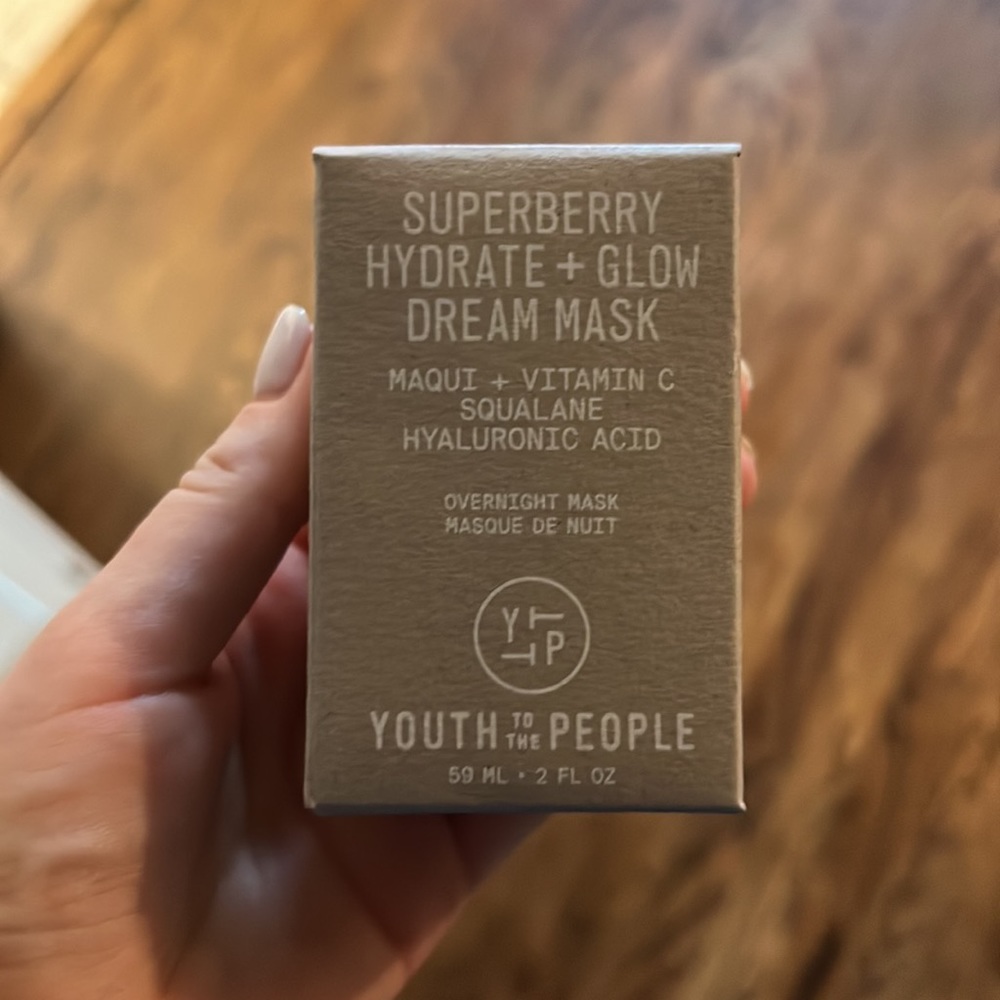 SUPERBERRY
HYDRATE + GLOW
DREAM MASK
MAQUI + VITAMIN C
SQUALANE
HYALURONIC ACID
OVERNIGHT MASK
MASQUE DE NUIT
YTTP
YOUTH TO THE PEOPLE
59 ML • 2 FL OZ